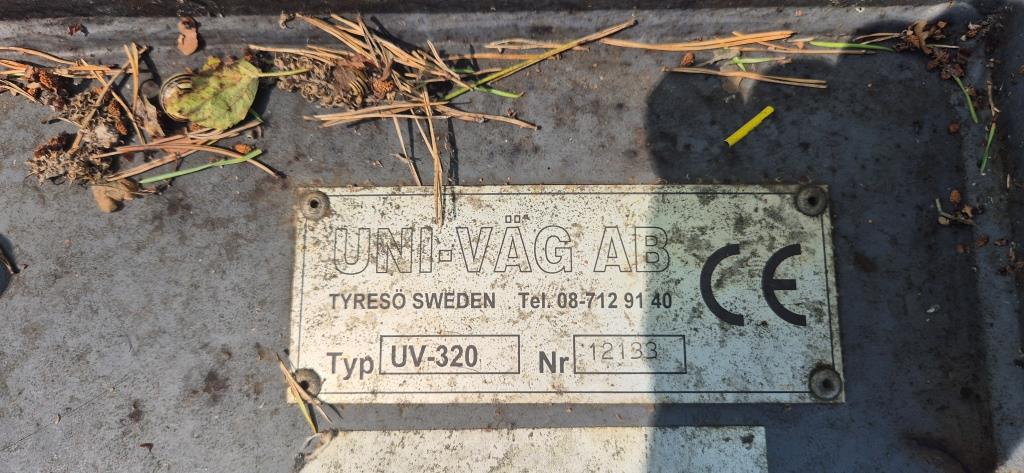 UNI-VÄG AB
CE
TYRESÖ SWEDEN Tel. 08-712 91 40
Typ UV-320 Nr 12133